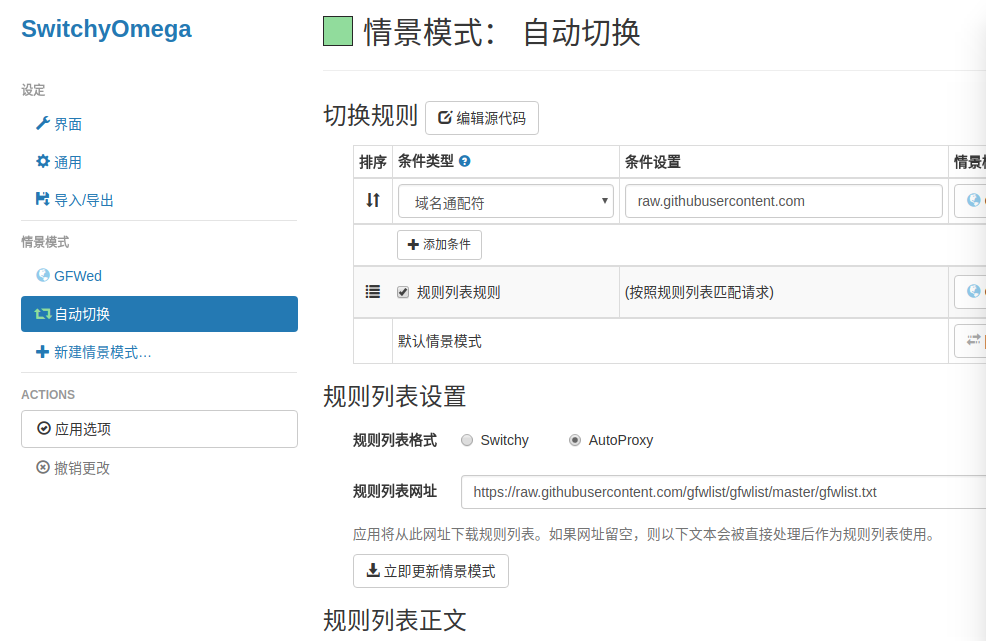 SwitchyOmega
设定
界面
通用
导入/导出
情景模式
GFWed
自动切换
新建情景模式…
ACTIONS
应用选项
撤销更改
情景模式： 自动切换
切换规则 编辑源代码
排序 条件类型 条件设置 情景
域名通配符 raw.githubusercontent.com
添加条件
规则列表规则 (按照规则列表匹配请求)
默认情景模式
规则列表设置
规则列表格式 Switchy AutoProxy
规则列表网址 https://raw.githubusercontent.com/gfwlist/gfwlist/master/gfwlist.txt
应用将从此网址下载规则列表。如果网址留空，则以下文本会被直接处理后作为规则列表使用。
立即更新情景模式
规则列表正文